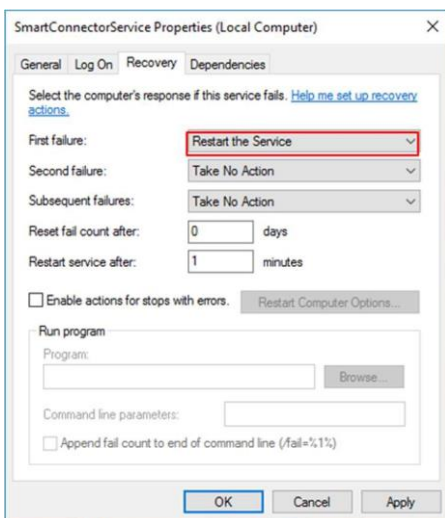 SmartConnectorService Properties (Local Computer)
General Log On Recovery Dependencies
Select the computer's response if this service fails. Help me set up recovery
actions.
First failure: Restart the Service
Second failure: Take No Action
Subsequent failures: Take No Action
Reset fail count after: 0 days
Restart service after: 1 minutes
Enable actions for stops with errors. Restart Computer Options...
Run program
Program:
Browse...
Command line parameters:
Append fail count to end of command line (/fail=%1%)
OK Cancel Apply